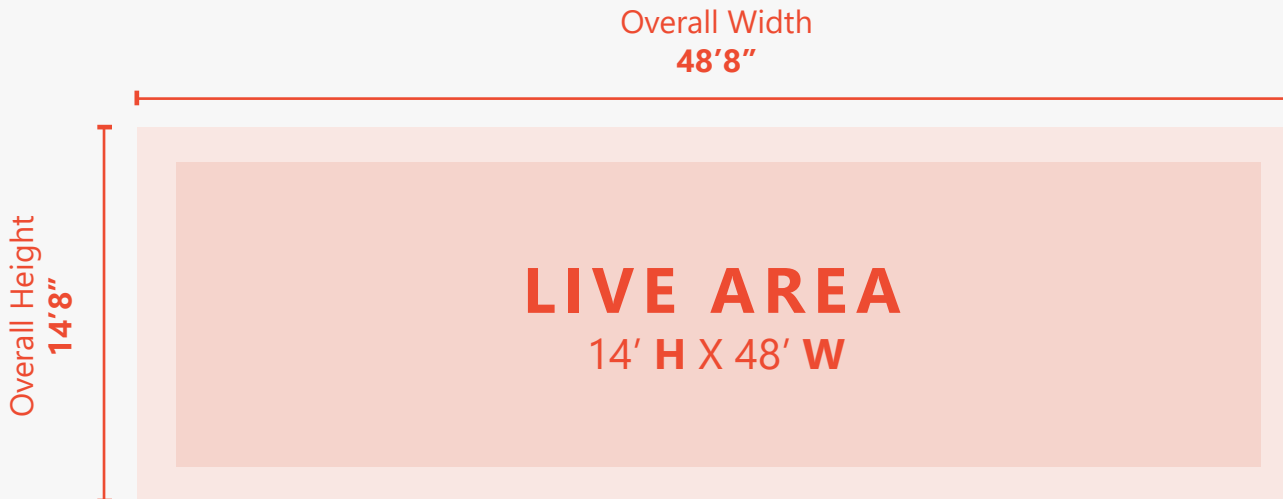 Overall Width
48’8”
Overall Height
14’8”
LIVE AREA
14’ H X 48’ W